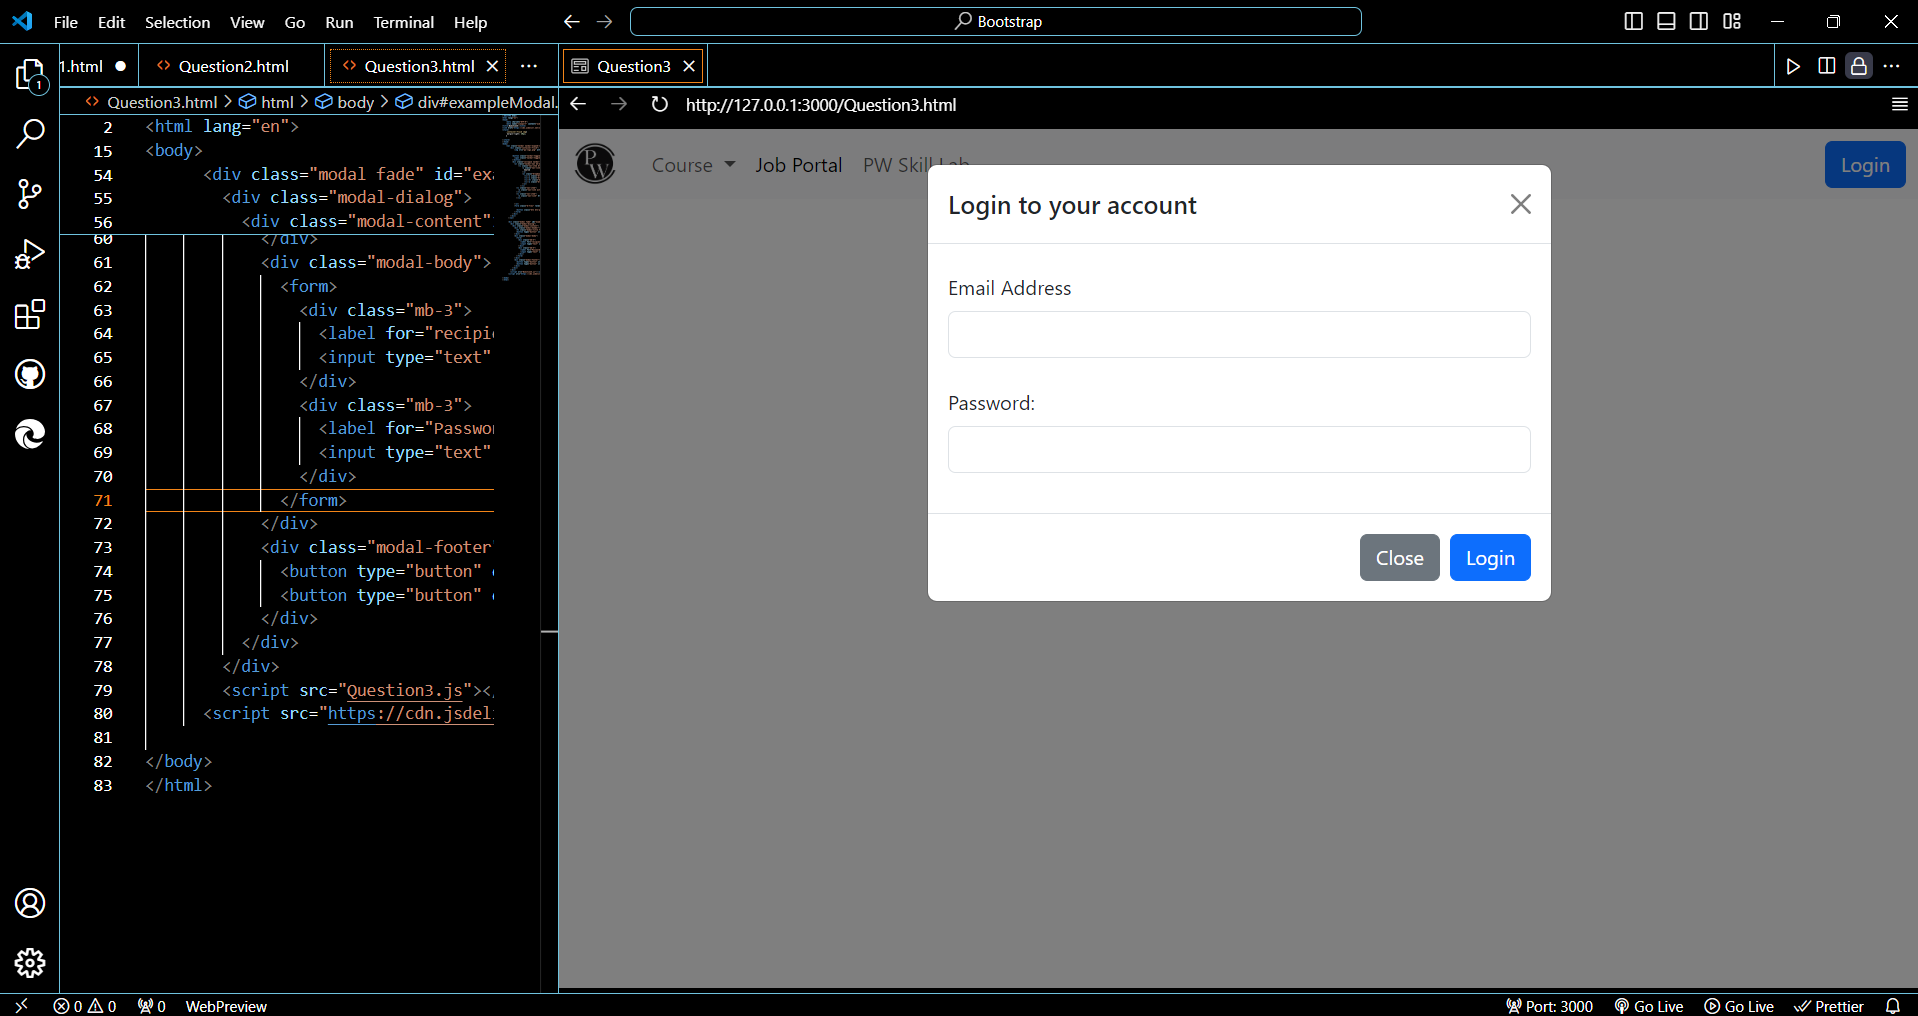 File Edit Selection View Go Run Terminal Help
Bootstrap
1.html Question2.html Question3.html ···
Question3
Question3.html > html > body > div#exampleModal.
http://127.0.0.1:3000/Question3.html
1
2 <html lang="en">
15 <body>
54 <div class="modal fade" id="exa
55 <div class="modal-dialog">
56 <div class="modal-content"
60 </div>
61 <div class="modal-body">
62 <form>
63 <div class="mb-3">
64 <label for="recipie
65 <input type="text"
66 </div>
67 <div class="mb-3">
68 <label for="Passwor
69 <input type="text"
70 </div>
71 </form>
72 </div>
73 <div class="modal-footer"
74 <button type="button" c
75 <button type="button" c
76 </div>
77 </div>
78 </div>
79 <script src="Question3.js"></
80 <script src="https://cdn.jsdeli
81
82 </body>
83 </html>
PW
Course Job Portal PW Skill Lab
Login
Login to your account
Email Address
Password:
Close Login
0 0 0 WebPreview
Port: 3000 Go Live Go Live Prettier